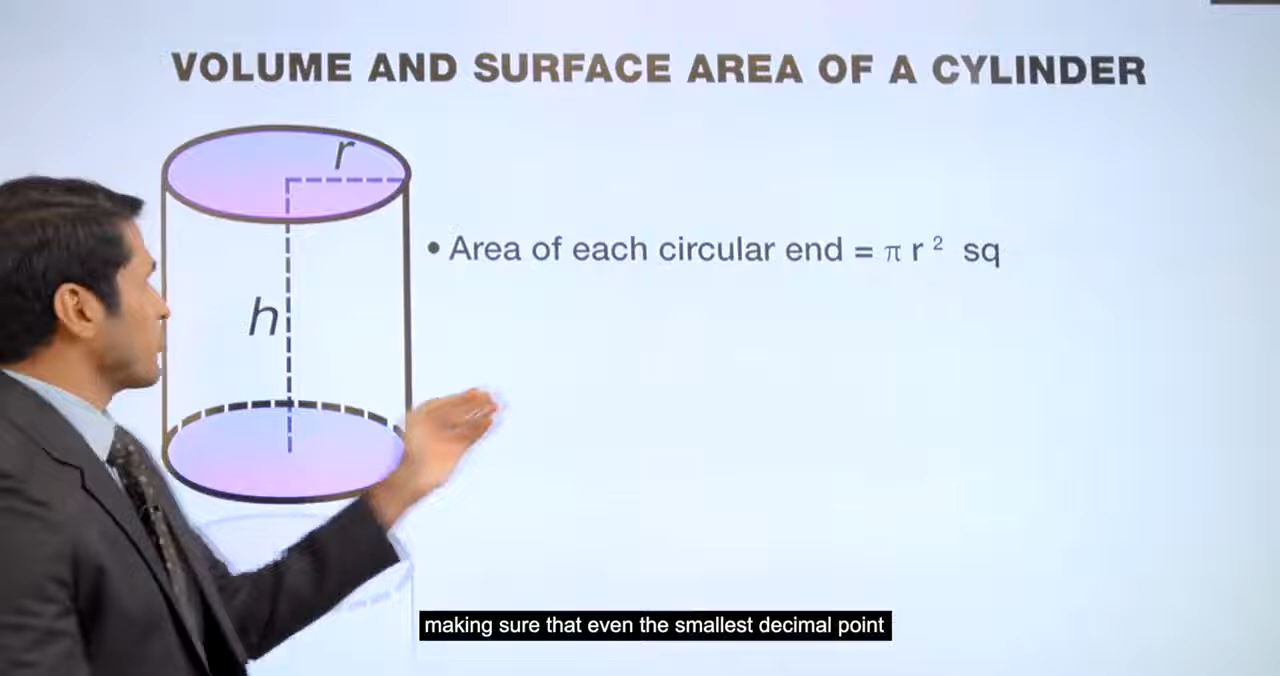 VOLUME AND SURFACE AREA OF A CYLINDER
r
• Area of each circular end = π r² sq
h
making sure that even the smallest decimal point